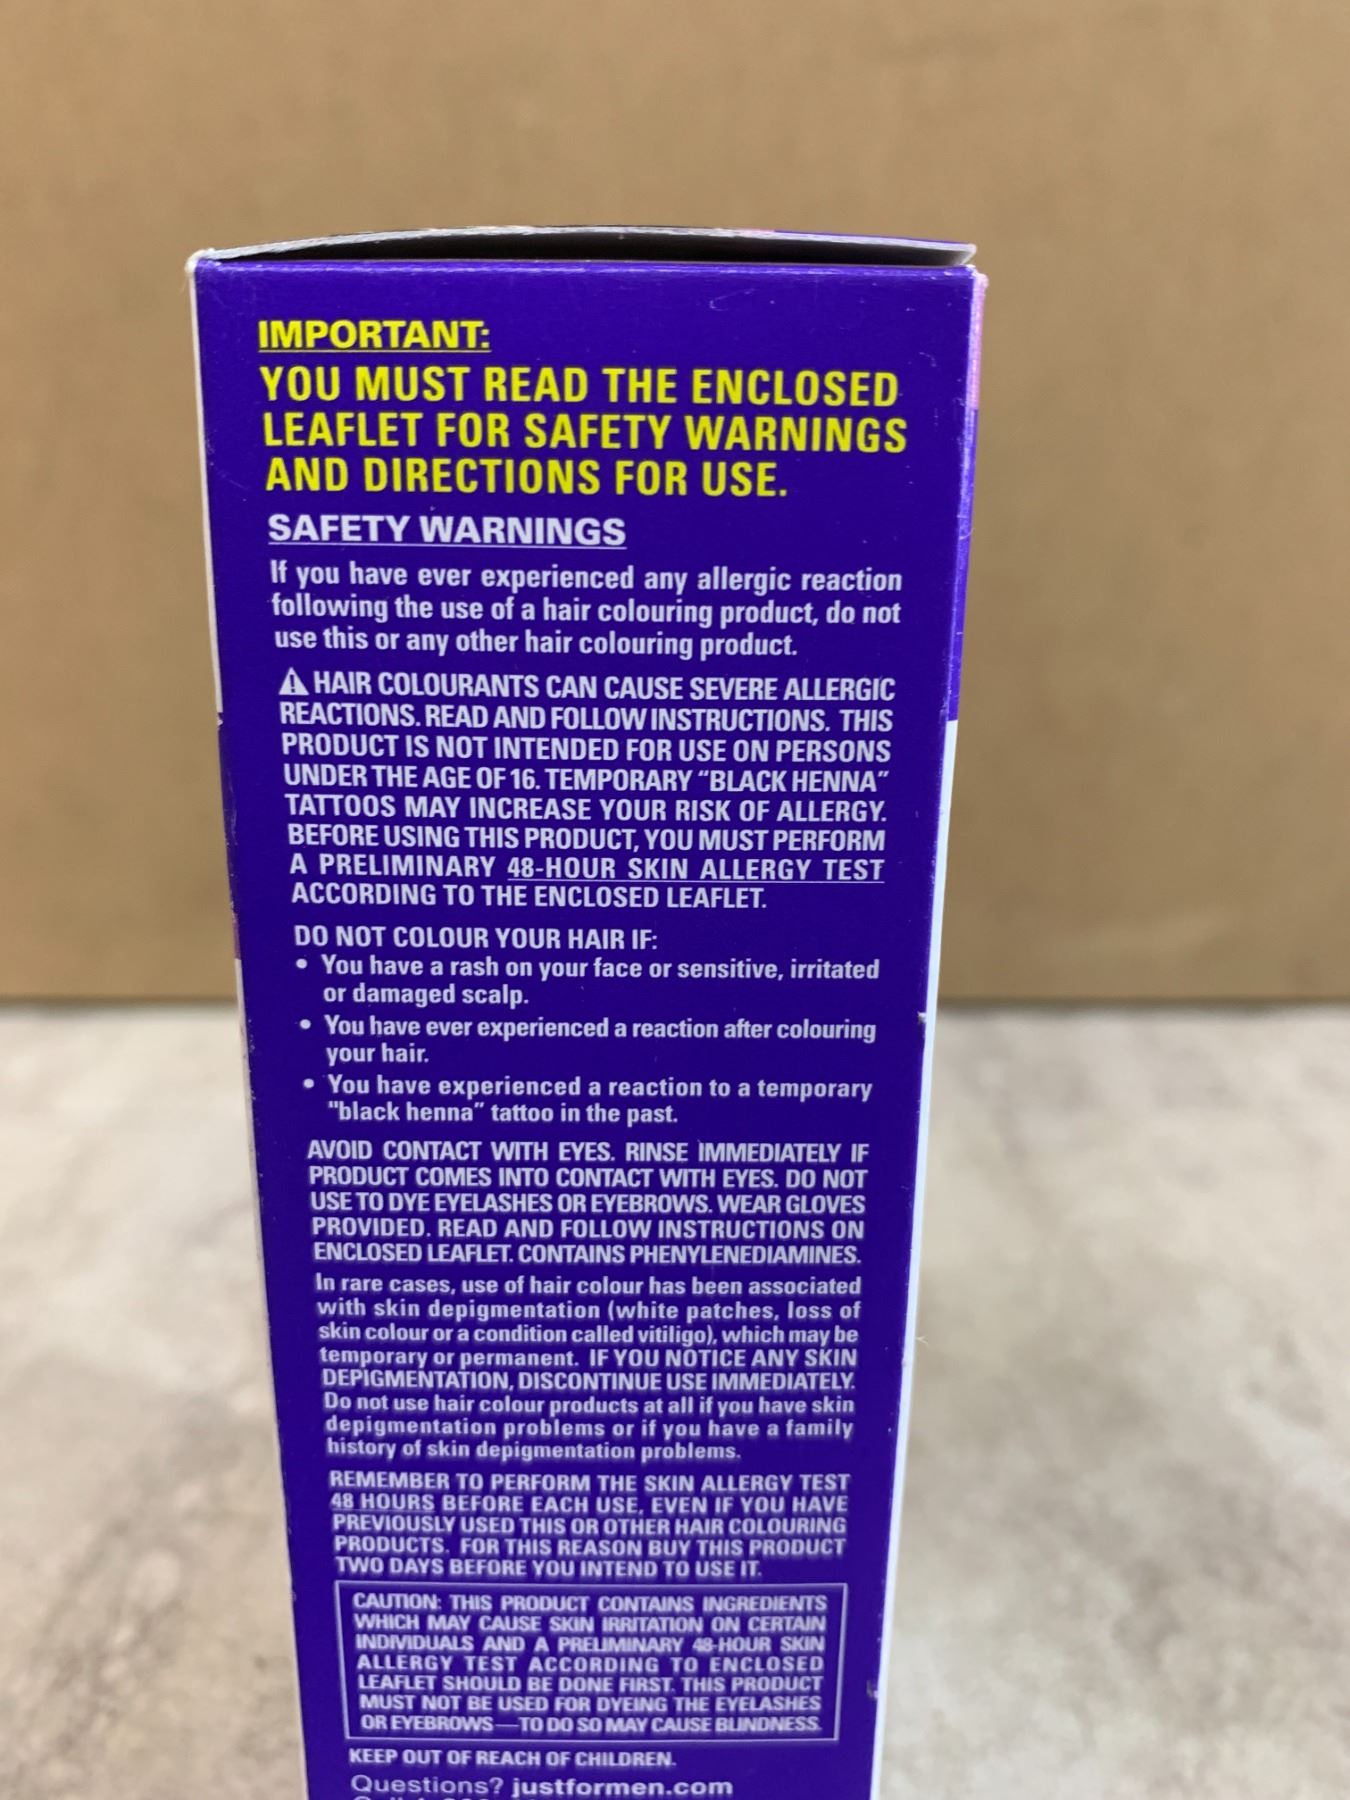 IMPORTANT:
YOU MUST READ THE ENCLOSED
LEAFLET FOR SAFETY WARNINGS
AND DIRECTIONS FOR USE.
SAFETY WARNINGS
If you have ever experienced any allergic reaction
following the use of a hair colouring product, do not
use this or any other hair colouring product.
⚠ HAIR COLOURANTS CAN CAUSE SEVERE ALLERGIC
REACTIONS. READ AND FOLLOW INSTRUCTIONS. THIS
PRODUCT IS NOT INTENDED FOR USE ON PERSONS
UNDER THE AGE OF 16. TEMPORARY “BLACK HENNA”
TATTOOS MAY INCREASE YOUR RISK OF ALLERGY.
BEFORE USING THIS PRODUCT, YOU MUST PERFORM
A PRELIMINARY 48-HOUR SKIN ALLERGY TEST
ACCORDING TO THE ENCLOSED LEAFLET.
DO NOT COLOUR YOUR HAIR IF:
• You have a rash on your face or sensitive, irritated
or damaged scalp.
• You have ever experienced a reaction after colouring
your hair.
• You have experienced a reaction to a temporary
"black henna” tattoo in the past.
AVOID CONTACT WITH EYES. RINSE IMMEDIATELY IF
PRODUCT COMES INTO CONTACT WITH EYES. DO NOT
USE TO DYE EYELASHES OR EYEBROWS. WEAR GLOVES
PROVIDED. READ AND FOLLOW INSTRUCTIONS ON
ENCLOSED LEAFLET. CONTAINS PHENYLENEDIAMINES.
In rare cases, use of hair colour has been associated
with skin depigmentation (white patches, loss of
skin colour or a condition called vitiligo), which may be
temporary or permanent. IF YOU NOTICE ANY SKIN
DEPIGMENTATION, DISCONTINUE USE IMMEDIATELY.
Do not use hair colour products at all if you have skin
depigmentation problems or if you have a family
history of skin depigmentation problems.
REMEMBER TO PERFORM THE SKIN ALLERGY TEST
48 HOURS BEFORE EACH USE, EVEN IF YOU HAVE
PREVIOUSLY USED THIS OR OTHER HAIR COLOURING
PRODUCTS. FOR THIS REASON BUY THIS PRODUCT
TWO DAYS BEFORE YOU INTEND TO USE IT.
CAUTION: THIS PRODUCT CONTAINS INGREDIENTS
WHICH MAY CAUSE SKIN IRRITATION ON CERTAIN
INDIVIDUALS AND A PRELIMINARY 48-HOUR SKIN
ALLERGY TEST ACCORDING TO ENCLOSED
LEAFLET SHOULD BE DONE FIRST. THIS PRODUCT
MUST NOT BE USED FOR DYEING THE EYELASHES
OR EYEBROWS—TO DO SO MAY CAUSE BLINDNESS.
KEEP OUT OF REACH OF CHILDREN.
Questions? justformen.com